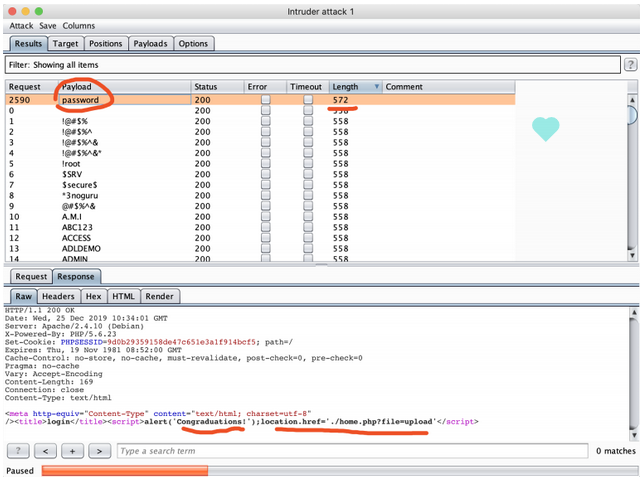 Intruder attack 1
Attack Save Columns
Results Target Positions Payloads Options
Filter: Showing all items ?
Request Payload Status Error Timeout Length Comment
2590 password 200 572
0 200 558
1 !@#$% 200 558
2 !@#$%^ 200 558
3 !@#$%^& 200 558
4 !@#$%^&* 200 558
5 !root 200 558
6 $SRV 200 558
7 $secure$ 200 558
8 *3noguru 200 558
9 @#$%^& 200 558
10 A.M.I 200 558
11 ABC123 200 558
12 ACCESS 200 558
13 ADLDEMO 200 558
14 ADMIN 200 558
Request Response
Raw Headers Hex HTML Render
HTTP/1.1 200 OK
Date: Wed, 25 Dec 2019 10:34:01 GMT
Server: Apache/2.4.10 (Debian)
X-Powered-By: PHP/5.6.23
Set-Cookie: PHPSESSID=9d0b29359158de47c651e3a1f914bcf5; path=/
Expires: Thu, 19 Nov 1981 08:52:00 GMT
Cache-Control: no-store, no-cache, must-revalidate, post-check=0, pre-check=0
Pragma: no-cache
Vary: Accept-Encoding
Content-Length: 169
Connection: close
Content-Type: text/html
<meta http-equiv="Content-Type" content="text/html; charset=utf-8"
/><title>login</title><script>alert('Congraduations!');location.href='./home.php?file=upload'</script>
? < + > Type a search term 0 matches
Paused